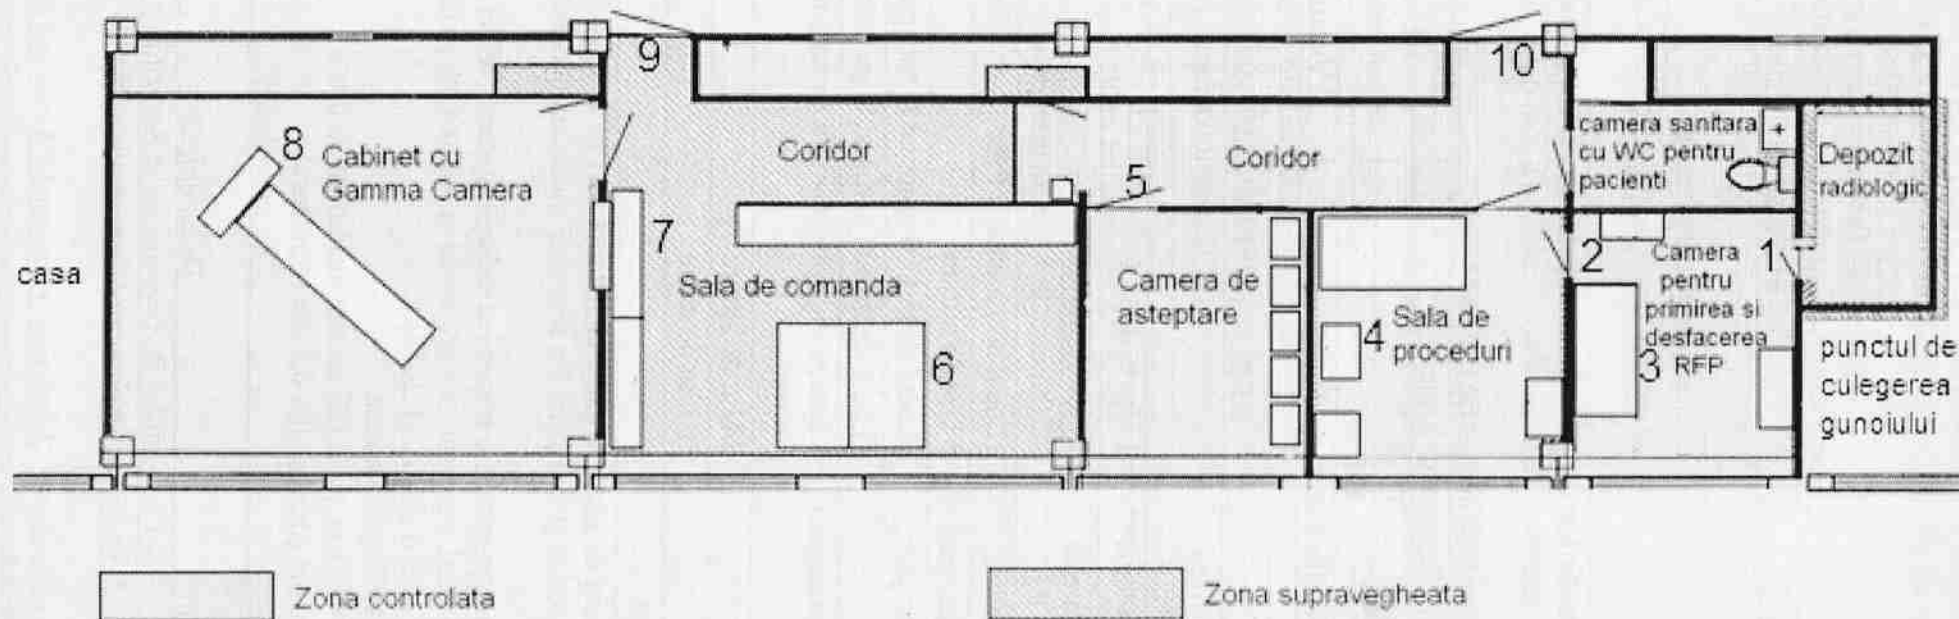 9
10
8
Cabinet cu
Gamma Camera
Coridor
Coridor
5
camera sanitara
cu WC pentru
pacienti
Depozit
radiologic
casa
7
Sala de comanda
6
Camera de
asteptare
4
Sala de
proceduri
2
1
Camera
pentru
primirea si
desfacerea
RFP
3
punctul de
culegerea
gunoiului
Zona controlata
Zona supravegheata